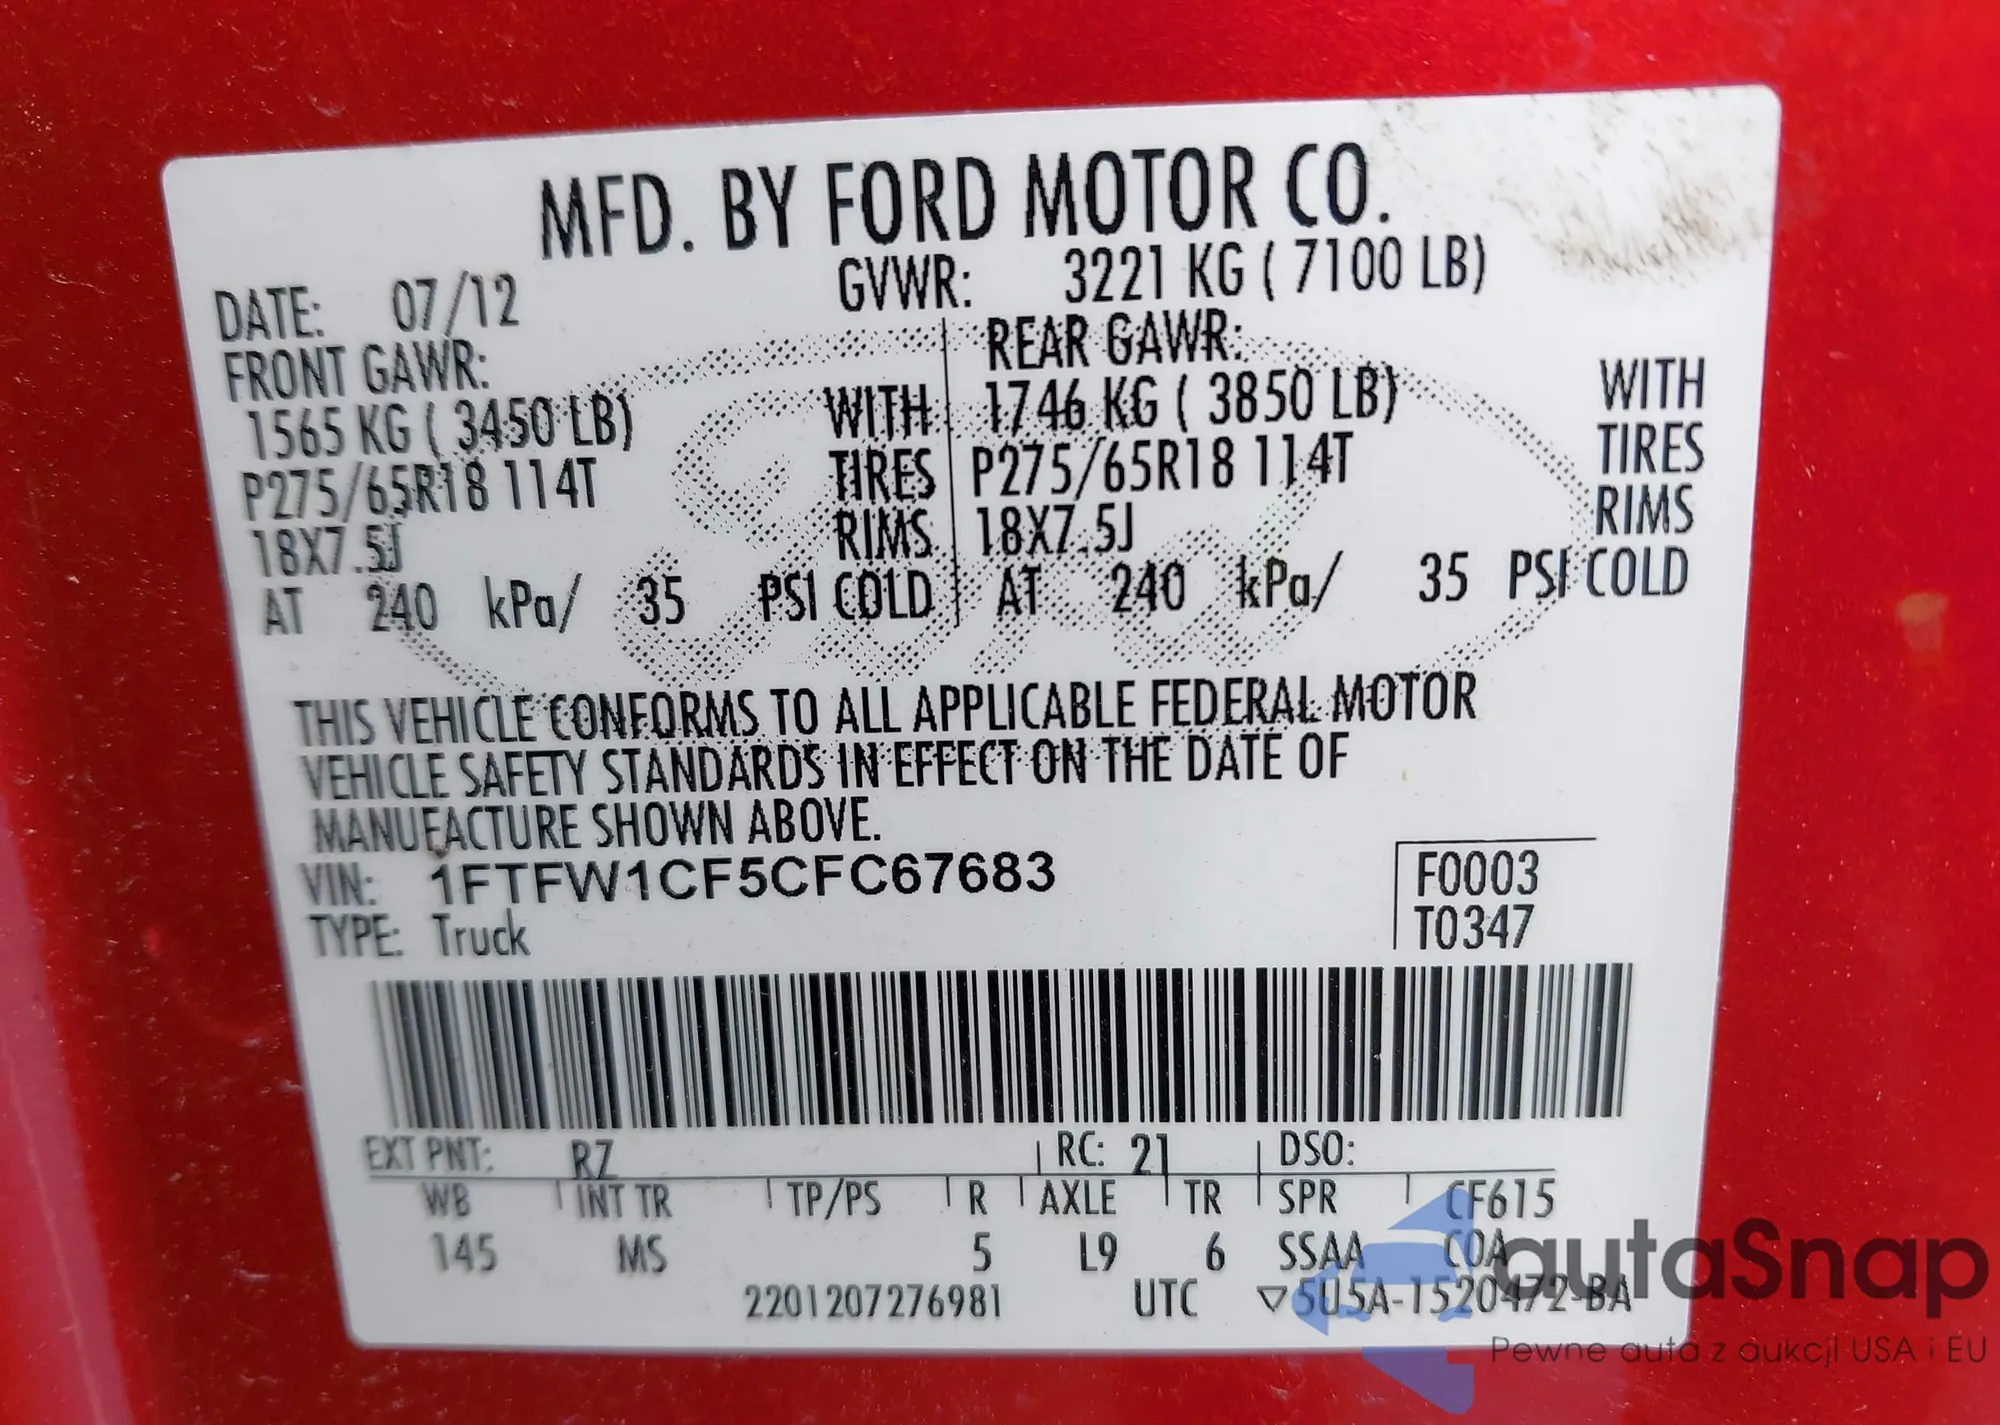 MFD. BY FORD MOTOR CO.
DATE: 07/12 GVWR: 3221 KG ( 7100 LB)
FRONT GAWR: REAR GAWR:
1565 KG ( 3450 LB) WITH 1746 KG ( 3850 LB) WITH
P275/65R18 114T TIRES P275/65R18 114T TIRES
18X7.5J RIMS 18X7.5J RIMS
AT 240 kPa/ 35 PSI COLD AT 240 kPa/ 35 PSI COLD
THIS VEHICLE CONFORMS TO ALL APPLICABLE FEDERAL MOTOR
VEHICLE SAFETY STANDARDS IN EFFECT ON THE DATE OF
MANUFACTURE SHOWN ABOVE.
VIN: 1FTFW1CF5CFC67683 F0003
TYPE: Truck T0347
EXT PNT: RZ RC: 21 DSO:
WB INT TR TP/PS R AXLE TR SPR CF615
145 MS 5 L9 6 SSAA COA
2201207276981 UTC ▽5U5A-1520472-BA
autaSnap
Pewne auta z aukcji USA i EU